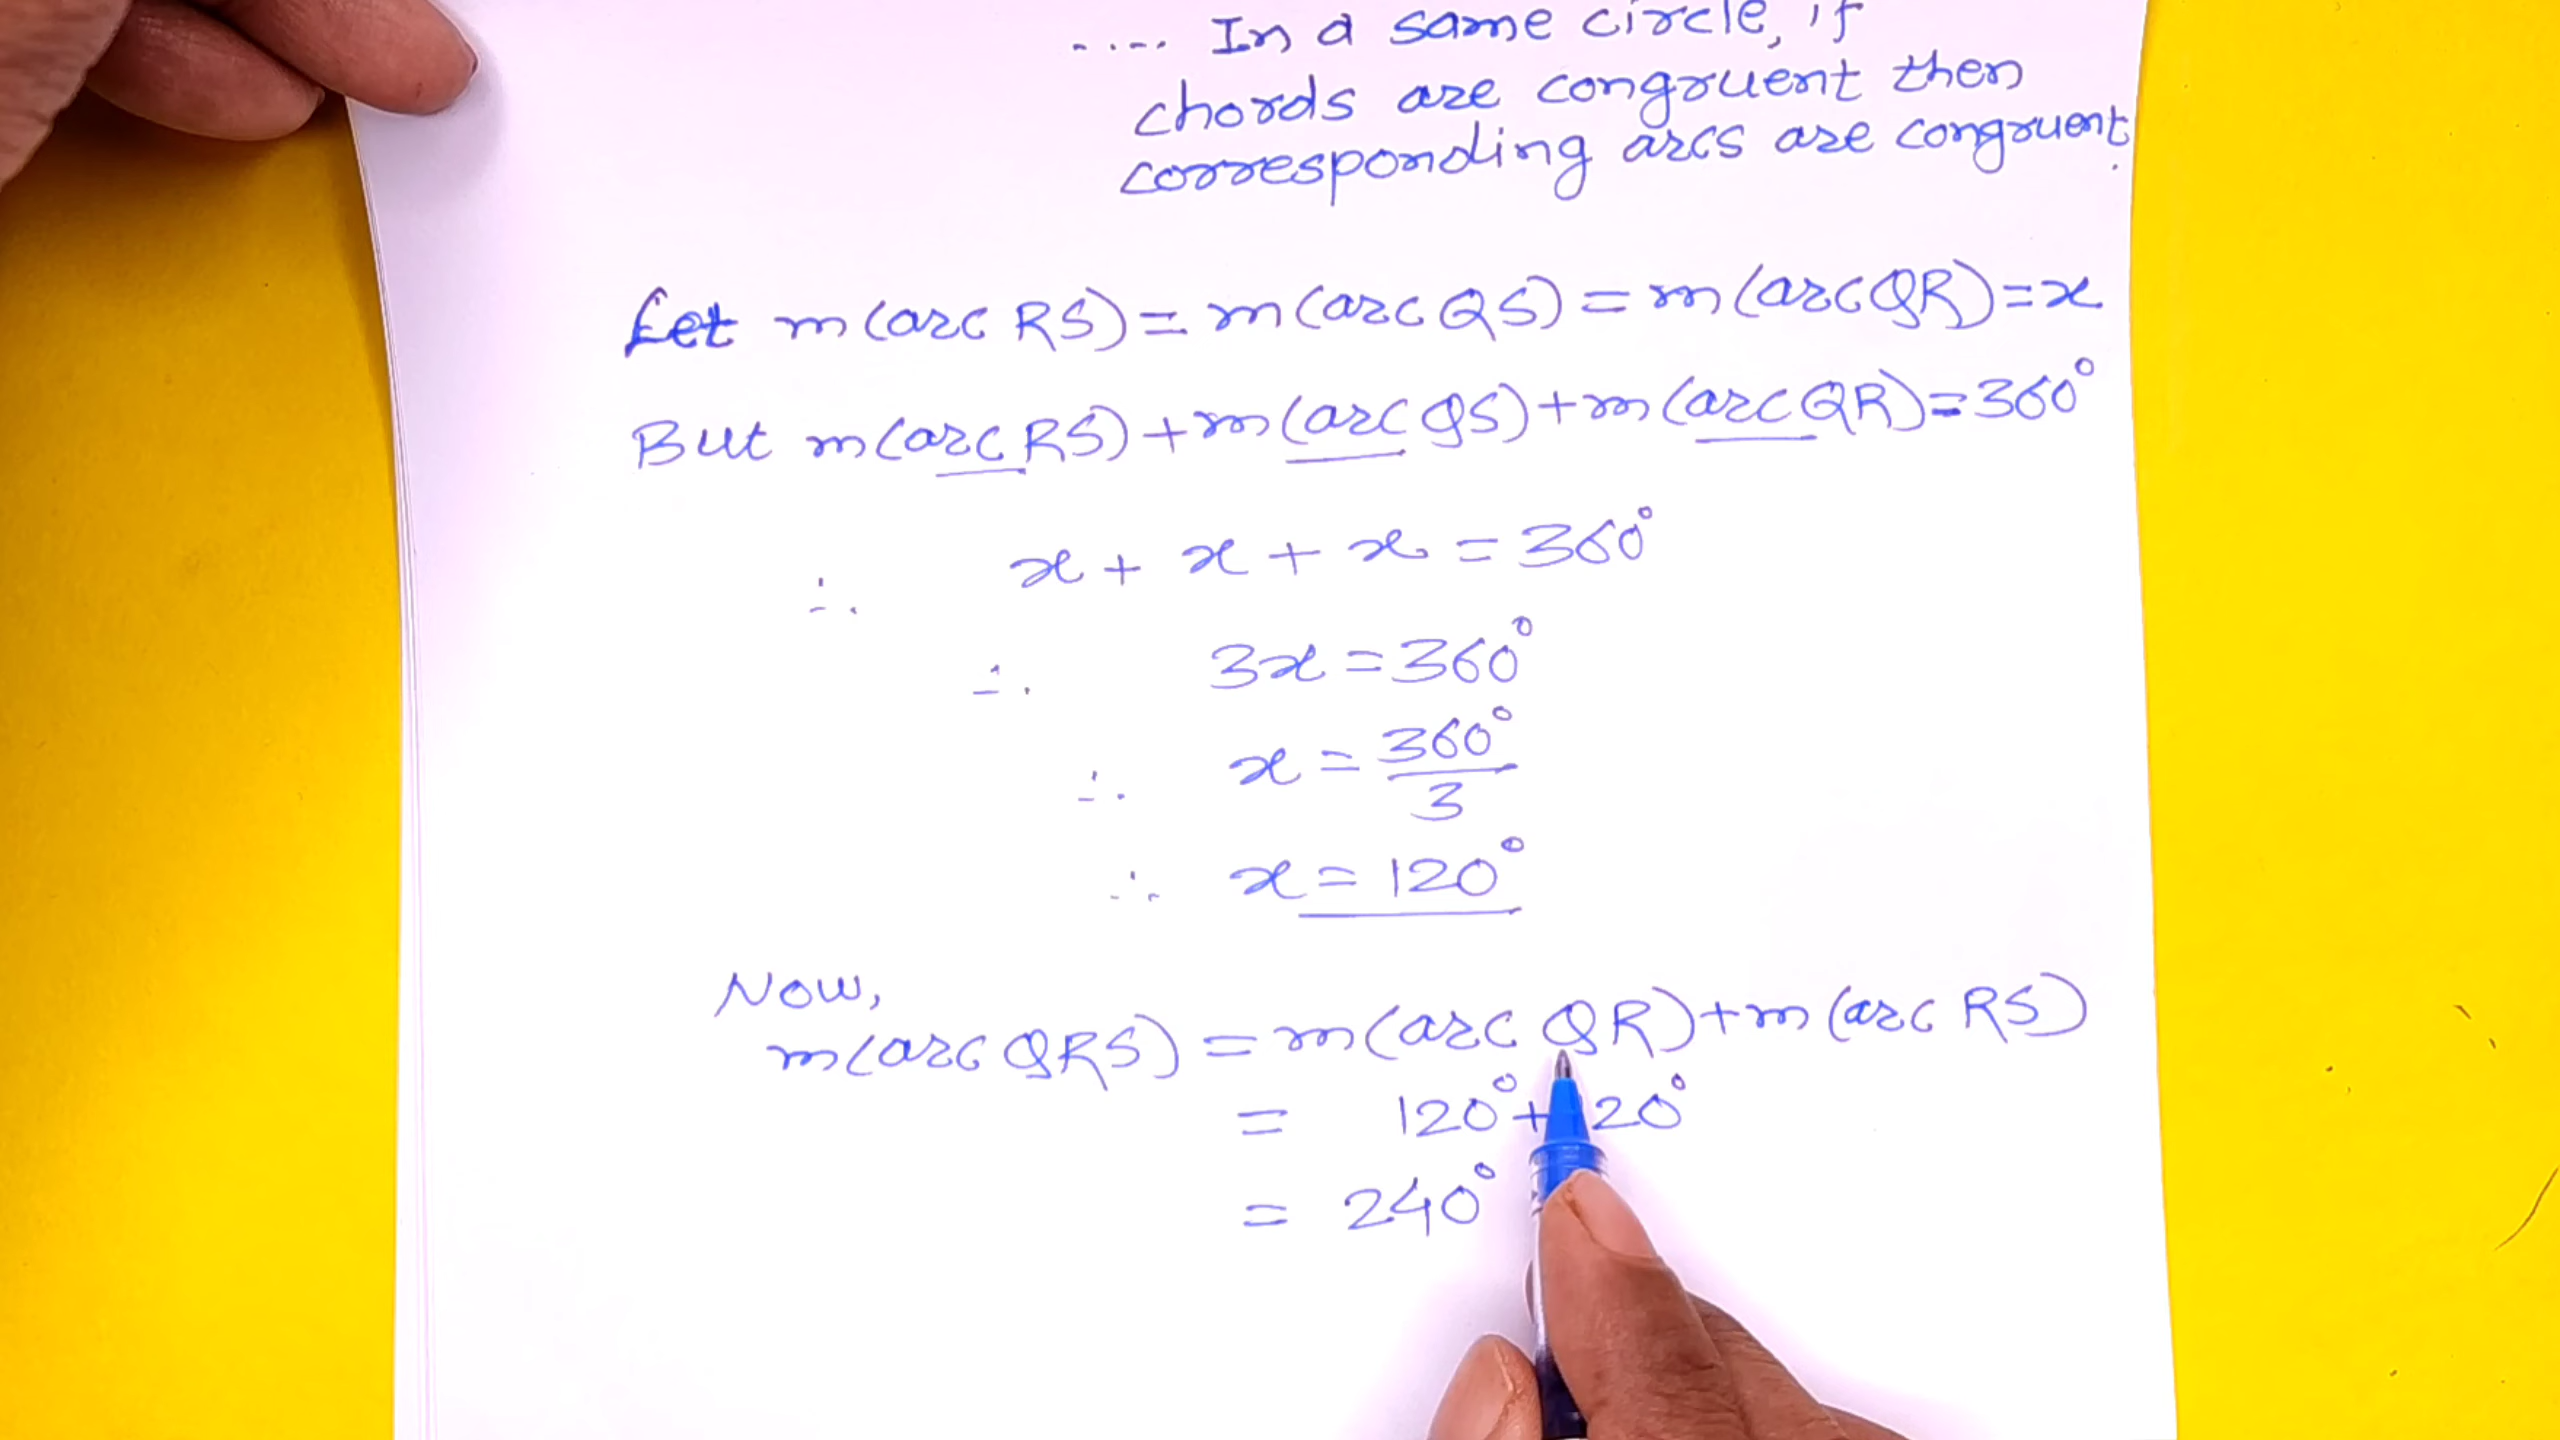 .... In a same circle, if
chords are congruent then
corresponding arcs are congruent.
Let m(arc RS) = m(arc QS) = m(arc QR) = x
But m(arc RS) + m(arc QS) + m(arc QR) = 360°
∴ x + x + x = 360°
∴ 3x = 360°
∴ x = 360°/3
∴ x = 120°
Now,
m(arc QRS) = m(arc QR) + m(arc RS)
= 120° + 20°
= 240°